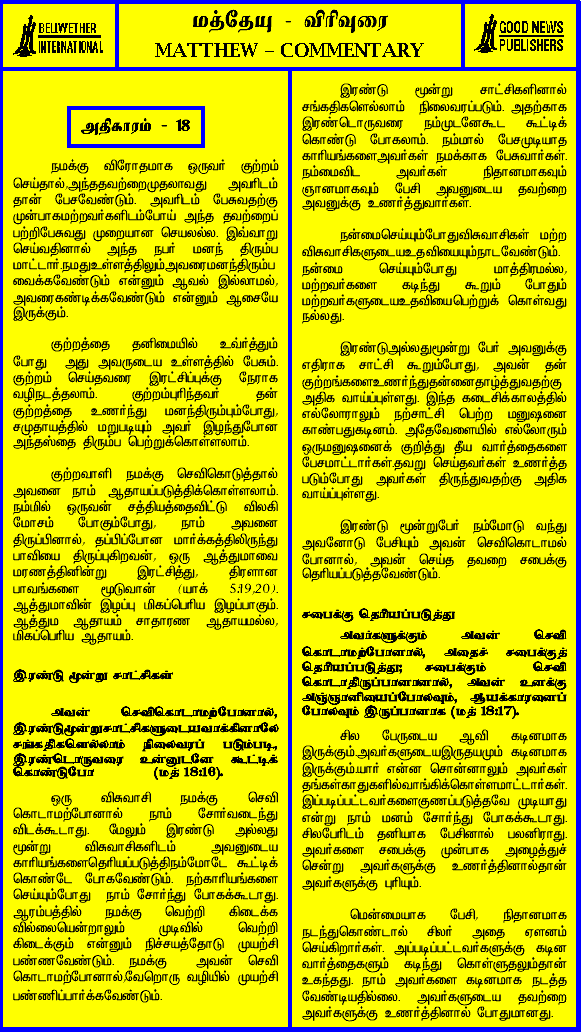 BELLWETHER
INTERNATIONAL
மத்தேயு - விரிவுரை
MATTHEW – COMMENTARY
GOOD NEWS
PUBLISHERS
அதிகாரம் - 18
நமக்கு விரோதமாக ஒருவர் குற்றம்
செய்தால்,அந்ததவற்றைமுதலாவது அவரிடம்
தான் பேசவேண்டும். அவரிடம் பேசுவதற்கு
முன்பாகமற்றவர்களிடம்போய் அந்த தவற்றைப்
பற்றிபேசுவது முறையான செயலல்ல. இவ்வாறு
செய்வதினால் அந்த நபர் மனந் திரும்ப
மாட்டார்.நமதுஉள்ளத்திலும்அவரைமனந்திரும்ப
வைக்கவேண்டும் என்னும் ஆவல் இல்லாமல்,
அவரைகண்டிக்கவேண்டும் என்னும் ஆசையே
இருக்கும்.
குற்றத்தை தனிமையில் உவ்ர்த்தும்
போது அது அவருடைய உள்ளத்தில் பேசும்.
குற்றம் செய்தவரை இரட்சிப்புக்கு நேராக
வழிநடத்தலாம். குற்றம்புரிந்தவர் தன்
குற்றத்தை உணர்ந்து மனந்திரும்பும்போது,
சமுதாயத்தில் மறுபடியும் அவர் இழந்துபோன
அந்தஸ்தை திரும்ப பெற்றுக்கொள்ளலாம்.
குற்றவாளி நமக்கு செவிகொடுத்தால்
அவனை நாம் ஆதாயப்படுத்திக்கொள்ளலாம்.
நம்மில் ஒருவன் சத்தியத்தைவிட்டு விலகி
மோசம் போகும்போது, நாம் அவனை
திருப்பினால், தப்பிப்போன மார்க்கத்திலிருந்து
பாவியை திருப்புகிறவன், ஒரு ஆத்துமாவை
மரணத்தினின்று இரட்சித்து, திரளான
பாவங்களை மூடுவான் (யாக் 5:19,20).
ஆத்துமாவின் இழப்பு மிகப்பெரிய இழப்பாகும்.
ஆத்தும ஆதாயம் சாதாரண ஆதாயமல்ல,
மிகப்பெரிய ஆதாயம்.
இரண்டு மூன்று சாட்சிகள்
அவன் செவிகொடாமற்போனால்,
இரண்டுமூன்றுசாட்சிகளுடையவாக்கினாலே
சங்கதிகளெல்லாம் நிலைவரப் படும்படி,
இரண்டொருவரை உன்னுடனே கூட்டிக்
கொண்டுபோ (மத் 18:16).
ஒரு விசுவாசி நமக்கு செவி
கொடாமற்போனால் நாம் சோர்வடைந்து
விடக்கூடாது. மேலும் இரண்டு அல்லது
மூன்று விசுவாசிகளிடம் அவனுடைய
காரியங்களைதெரியப்படுத்திநம்மோடே கூட்டிக்
கொண்டே போகவேண்டும். நற்காரியங்களை
செய்யும்போது நாம் சோர்ந்து போகக்கூடாது.
ஆரம்பத்தில் நமக்கு வெற்றி கிடைக்க
வில்லையென்றாலும் முடிவில் வெற்றி
கிடைக்கும் என்னும் நிச்சயத்தோடு முயற்சி
பண்ணவேண்டும். நமக்கு அவன் செவி
கொடாமற்போனால்,வேறொரு வழியில் முயற்சி
பண்ணிப்பார்க்கவேண்டும்.
இரண்டு மூன்று சாட்சிகளினால்
சங்கதிகளெல்லாம் நிலைவரப்படும். அதற்காக
இரண்டொருவரை நம்முடனேகூட கூட்டிக்
கொண்டு போகலாம். நம்மால் பேசமுடியாத
காரியங்களைஅவர்கள் நமக்காக பேசுவார்கள்.
நம்மைவிட அவர்கள் நிதானமாகவும்
ஞானமாகவும் பேசி அவனுடைய தவற்றை
அவனுக்கு உணர்த்துவார்கள்.
நன்மைசெய்யும்போதுவிசுவாசிகள் மற்ற
விசுவாசிகளுடையஉதவியையும்நாடவேண்டும்.
நன்மை செய்யும்போது மாத்திரமல்ல,
மற்றவர்களை கடிந்து கூறும் போதும்
மற்றவர்களுடையஉதவியைபெற்றுக் கொள்வது
நல்லது.
இரண்டுஅல்லதுமூன்று பேர் அவனுக்கு
எதிராக சாட்சி கூறும்போது, அவன் தன்
குற்றங்களைஉணர்ந்துதன்னைதாழ்த்துவதற்கு
அதிக வாய்ப்புள்ளது. இந்த கடைசிக்காலத்தில்
எல்லோராலும் நற்சாட்சி பெற்ற மனுஷனை
காண்பதுகடினம். அதேவேளையில் எல்லோரும்
ஒருமனுஷனைக் குறித்து தீய வார்த்தைகளை
பேசமாட்டார்கள்.தவறு செய்தவர்கள் உணர்த்த
படும்போது அவர்கள் திருந்துவதற்கு அதிக
வாய்ப்புள்ளது.
இரண்டு மூன்றுபேர் நம்மோடு வந்து
அவனோடு பேசியும் அவன் செவிகொடாமல்
போனால், அவன் செய்த தவறை சபைக்கு
தெரியப்படுத்தவேண்டும்.
சபைக்கு தெரியப்படுத்து
அவர்களுக்கும் அவன் செவி
கொடாமற்போனால், அதைச் சபைக்குத்
தெரியப்படுத்து; சபைக்கும் செவி
கொடாதிருப்பானானால், அவன் உனக்கு
அஞ்ஞானியைப்போலவும், ஆயக்காரனைப்
போலவும் இருப்பானாக (மத் 18:17).
சில பேருடைய ஆவி கடினமாக
இருக்கும்.அவர்களுடையஇருதயமும் கடினமாக
இருக்கும்.யார் என்ன சொன்னாலும் அவர்கள்
தங்கள்காதுகளில்வாங்கிக்கொள்ளமாட்டார்கள்.
இப்படிப்பட்டவர்களைகுணப்படுத்தவே முடியாது
என்று நாம் மனம் சோர்ந்து போகக்கூடாது.
சிலபேரிடம் தனியாக பேசினால் பலனிராது.
அவர்களை சபைக்கு முன்பாக அழைத்துச்
சென்று அவர்களுக்கு உணர்த்தினால்தான்
அவர்களுக்கு புரியும்.
மென்மையாக பேசி, நிதானமாக
நடந்துகொண்டால் சிலர் அதை ஏளனம்
செய்கிறார்கள். அப்படிப்பட்டவர்களுக்கு கடின
வார்த்தைகளும் கடிந்து கொள்ளுதலும்தான்
உகந்தது. நாம் அவர்களை கடினமாக நடத்த
வேண்டியதில்லை. அவர்களுடைய தவற்றை
அவர்களுக்கு உணர்த்தினால் போதுமானது.